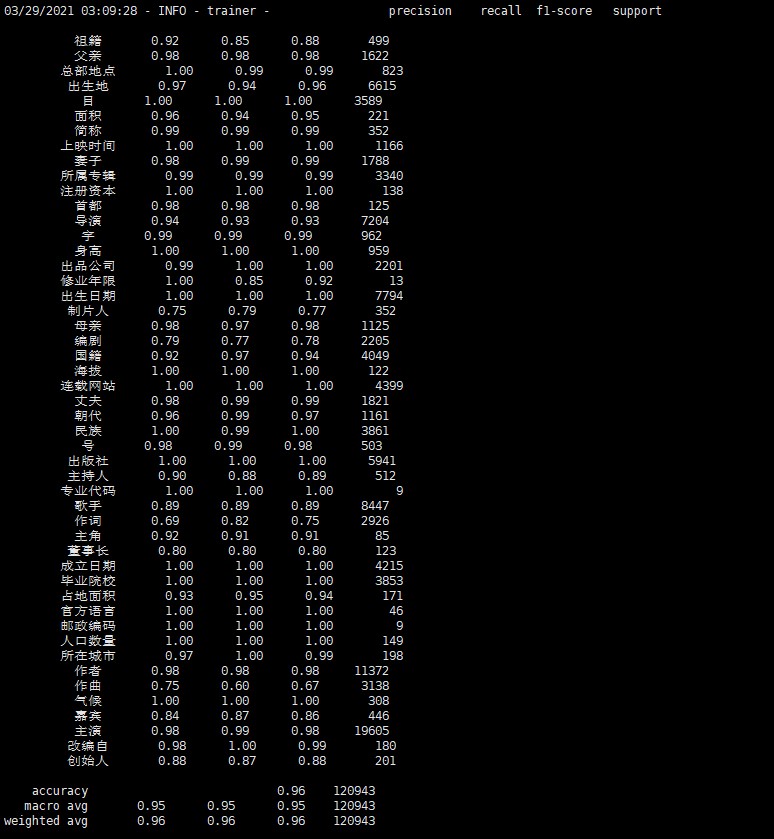 03/29/2021 03:09:28 - INFO - trainer - precision recall f1-score support
祖籍 0.92 0.85 0.88 499
父亲 0.98 0.98 0.98 1622
总部地点 1.00 0.99 0.99 823
出生地 0.97 0.94 0.96 6615
目 1.00 1.00 1.00 3589
面积 0.96 0.94 0.95 221
简称 0.99 0.99 0.99 352
上映时间 1.00 1.00 1.00 1166
妻子 0.98 0.99 0.99 1788
所属专辑 0.99 0.99 0.99 3340
注册资本 1.00 1.00 1.00 138
首都 0.98 0.98 0.98 125
导演 0.94 0.93 0.93 7204
字 0.99 0.99 0.99 962
身高 1.00 1.00 1.00 959
出品公司 0.99 1.00 1.00 2201
修业年限 1.00 0.85 0.92 13
出生日期 1.00 1.00 1.00 7794
制片人 0.75 0.79 0.77 352
母亲 0.98 0.97 0.98 1125
编剧 0.79 0.77 0.78 2205
国籍 0.92 0.97 0.94 4049
海拔 1.00 1.00 1.00 122
连载网站 1.00 1.00 1.00 4399
丈夫 0.98 0.99 0.99 1821
朝代 0.96 0.99 0.97 1161
民族 1.00 0.99 1.00 3861
号 0.98 0.99 0.98 503
出版社 1.00 1.00 1.00 5941
主持人 0.90 0.88 0.89 512
专业代码 1.00 1.00 1.00 9
歌手 0.89 0.89 0.89 8447
作词 0.69 0.82 0.75 2926
主角 0.92 0.91 0.91 85
董事长 0.80 0.80 0.80 123
成立日期 1.00 1.00 1.00 4215
毕业院校 1.00 1.00 1.00 3853
占地面积 0.93 0.95 0.94 171
官方语言 1.00 1.00 1.00 46
邮政编码 1.00 1.00 1.00 9
人口数量 1.00 1.00 1.00 149
所在城市 0.97 1.00 0.99 198
作者 0.98 0.98 0.98 11372
作曲 0.75 0.60 0.67 3138
气候 1.00 1.00 1.00 308
嘉宾 0.84 0.87 0.86 446
主演 0.98 0.99 0.98 19605
改编自 0.98 1.00 0.99 180
创始人 0.88 0.87 0.88 201
accuracy 0.96 120943
macro avg 0.95 0.95 0.95 120943
weighted avg 0.96 0.96 0.96 120943